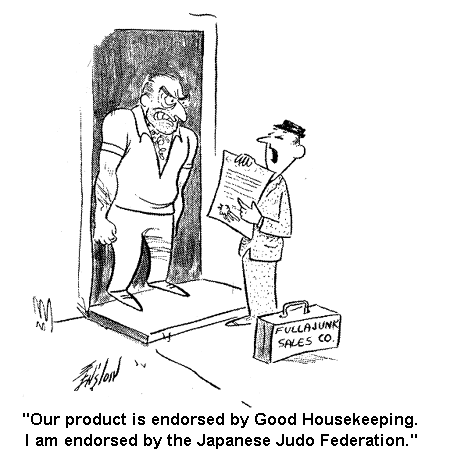 FULLAJUNK
SALES CO.
"Our product is endorsed by Good Housekeeping.
I am endorsed by the Japanese Judo Federation."